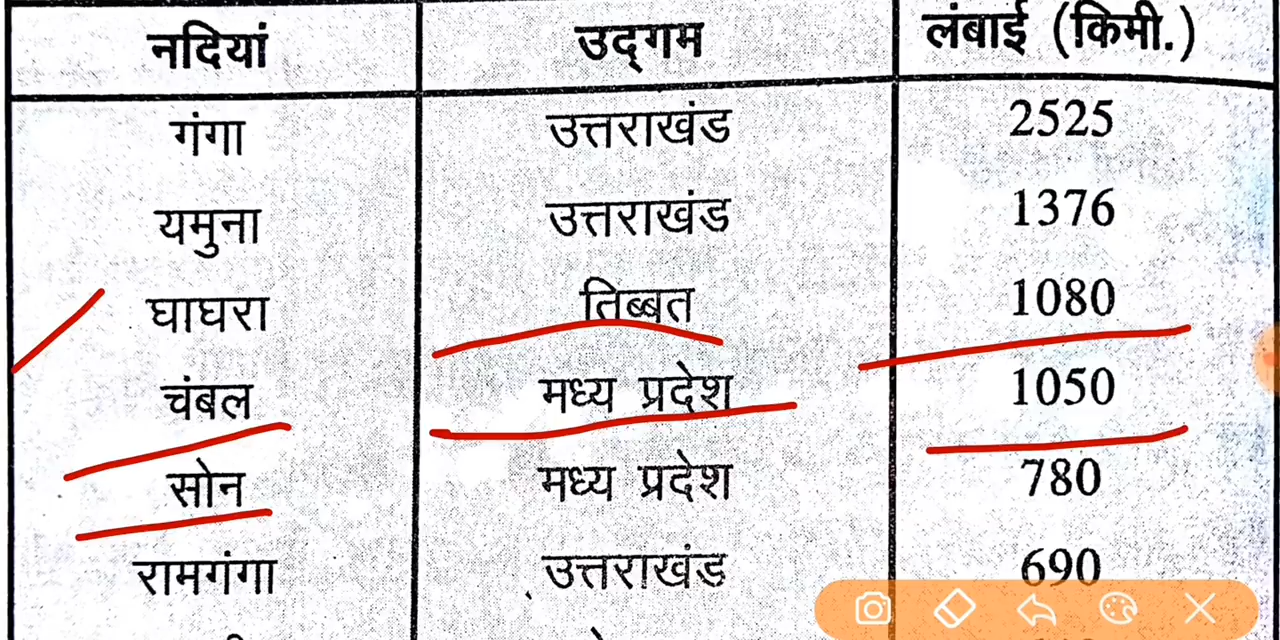 नदियां उद्गम लंबाई (किमी.)
गंगा उत्तराखंड 2525
यमुना उत्तराखंड 1376
घाघरा तिब्बत 1080
चंबल मध्य प्रदेश 1050
सोन मध्य प्रदेश 780
रामगंगा उत्तराखंड 690